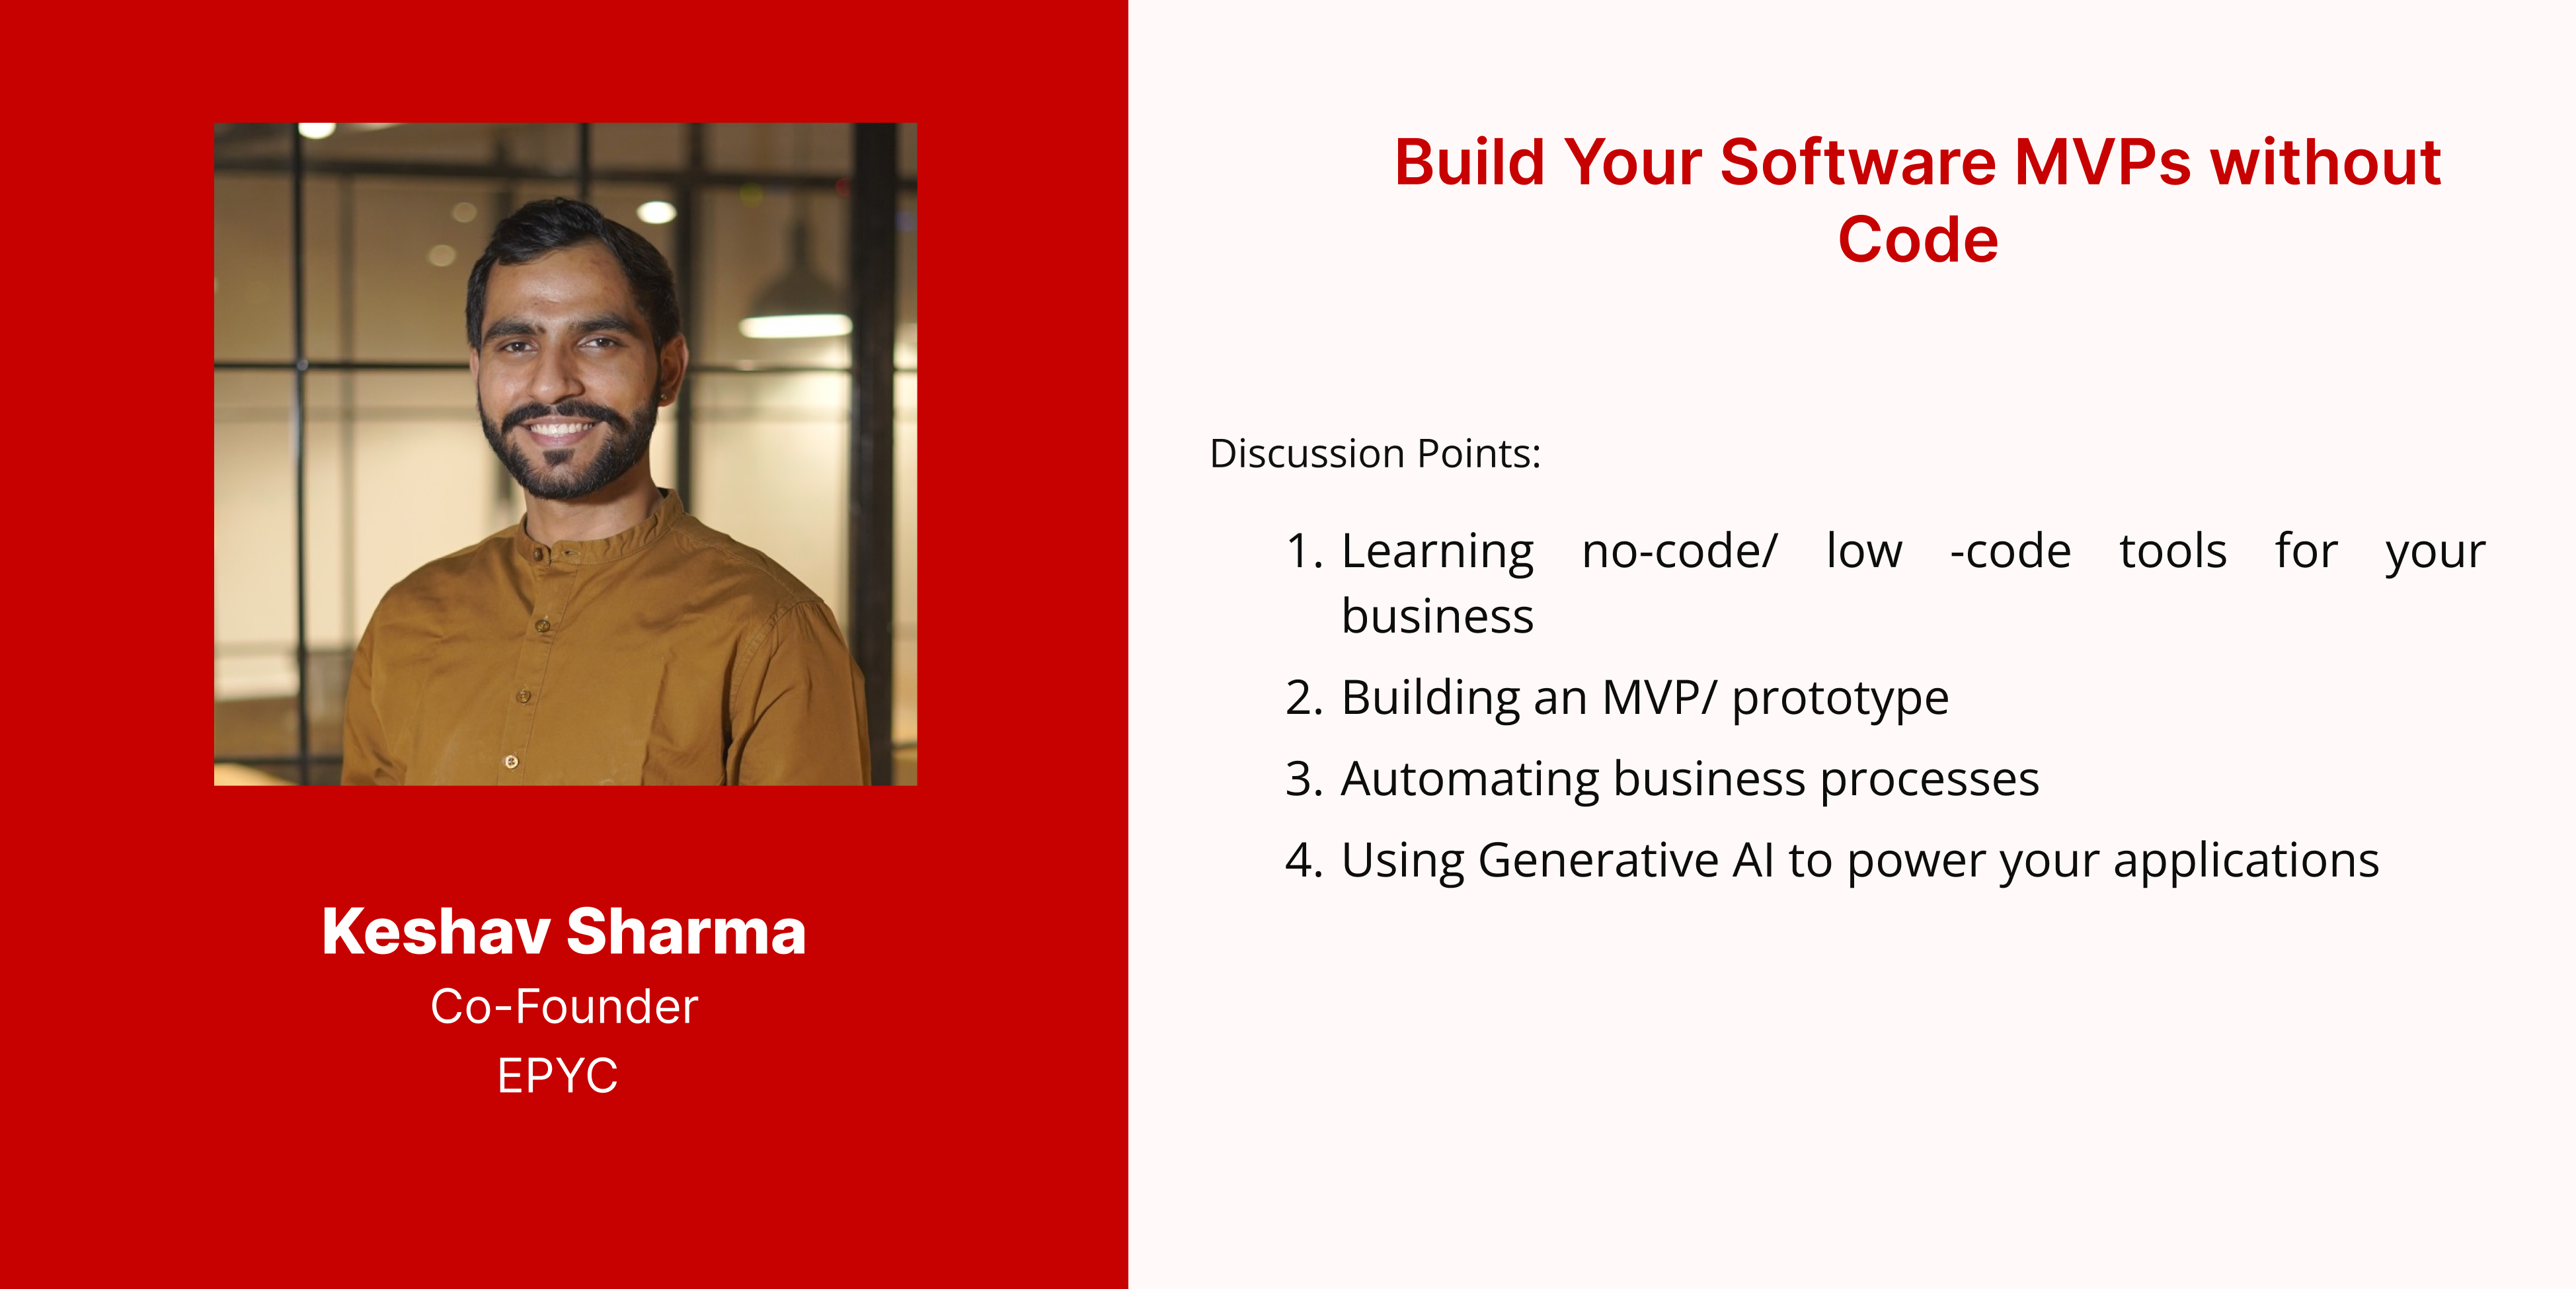 Keshav Sharma
Co-Founder
EPYC
Build Your Software MVPs without
Code
Discussion Points:
1. Learning no-code/ low -code tools for your
business
2. Building an MVP/ prototype
3. Automating business processes
4. Using Generative AI to power your applications